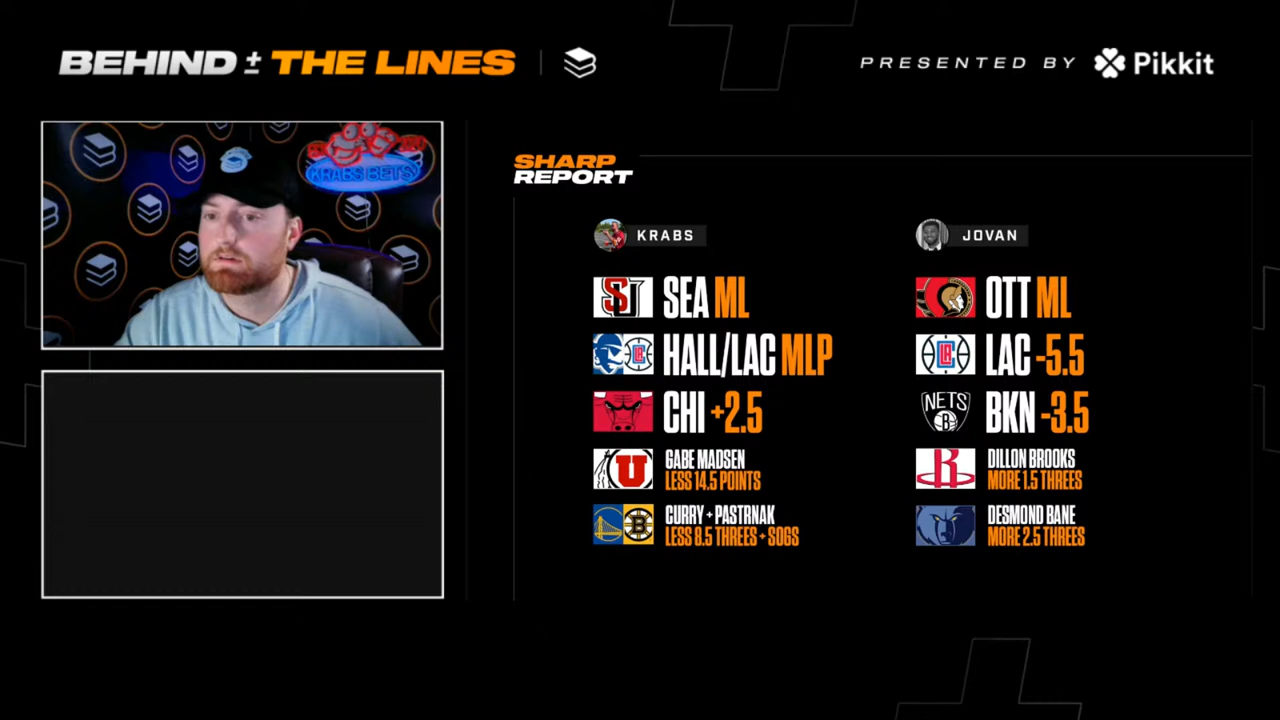 BEHIND ± THE LINES
PRESENTED BY Pikkit
KRABS BETS
SHARP
REPORT
KRABS
SEA ML
HALL/LAC MLP
CHI +2.5
GABE MADSEN
LESS 14.5 POINTS
CURRY + PASTRNAK
LESS 8.5 THREES + SOGS
JOVAN
OTT ML
LAC -5.5
NETS
B
BKN -3.5
DILLON BROOKS
MORE 1.5 THREES
DESMOND BANE
MORE 2.5 THREES